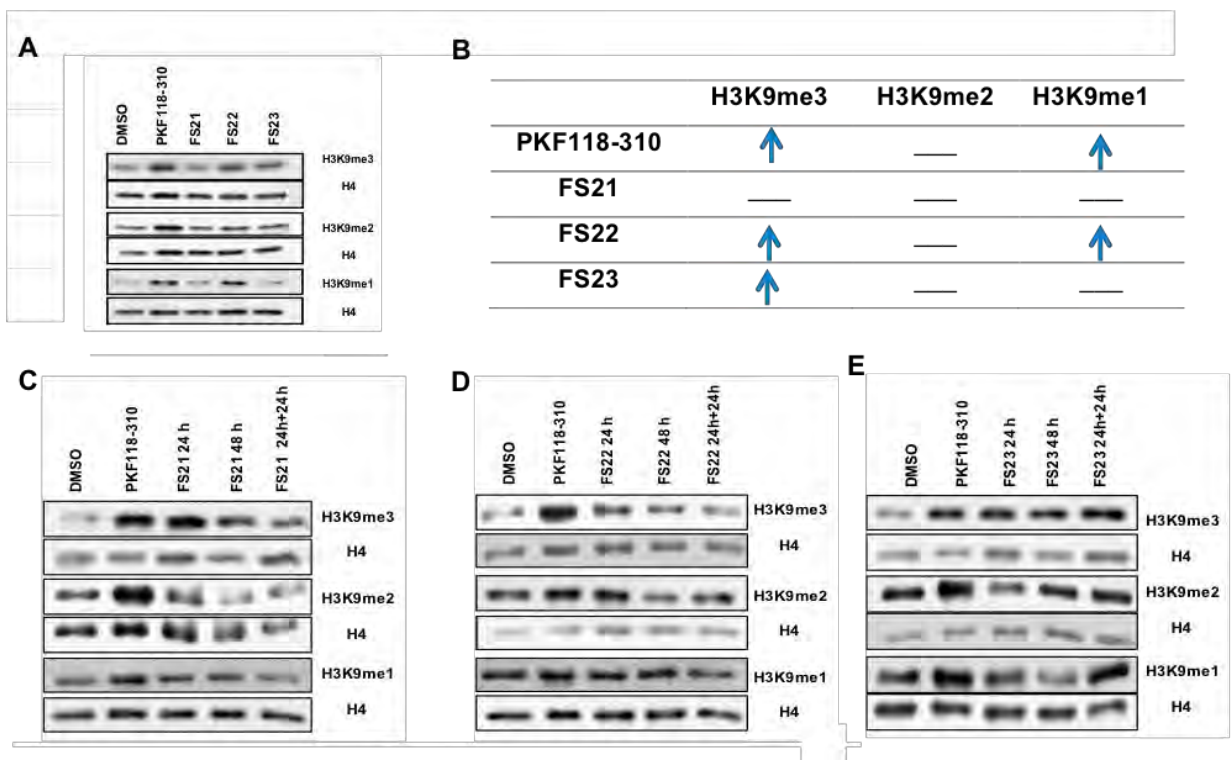 A
DMSO
PKF118-310
FS21
FS22
FS23
H3K9me3
H4
H3K9me2
H4
H3K9me1
H4
B
H3K9me3 H3K9me2 H3K9me1
PKF118-310
FS21
FS22
FS23
C
DMSO
PKF118-310
FS21 24 h
FS21 48 h
FS21 24h+24h
H3K9me3
H4
H3K9me2
H4
H3K9me1
H4
D
DMSO
PKF118-310
FS22 24 h
FS22 48 h
FS22 24h+24h
H3K9me3
H4
H3K9me2
H4
H3K9me1
H4
E
DMSO
PKF118-310
FS23 24 h
FS23 48 h
FS23 24h+24h
H3K9me3
H4
H3K9me2
H4
H3K9me1
H4